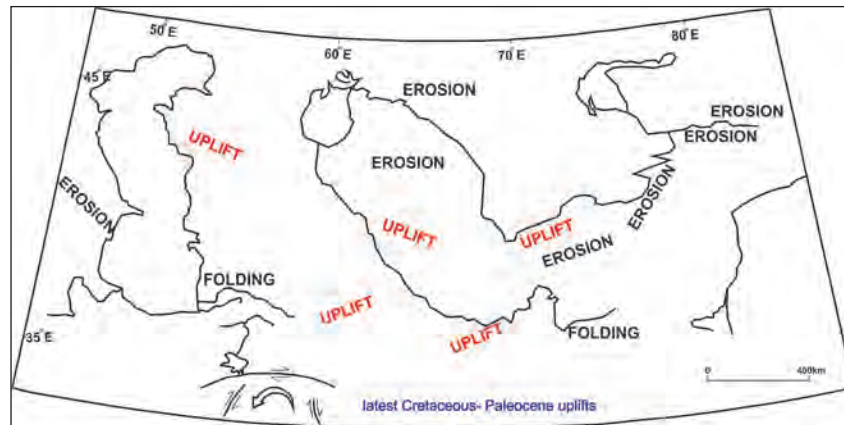 50°E
60°E
70°E
80°E
45°E
EROSION
UPLIFT
EROSION
EROSION
EROSION
EROSION
EROSION
EROSION
UPLIFT
UPLIFT
EROSION
FOLDING
UPLIFT
UPLIFT
FOLDING
35°E
0
400km
latest Cretaceous- Paleocene uplifts